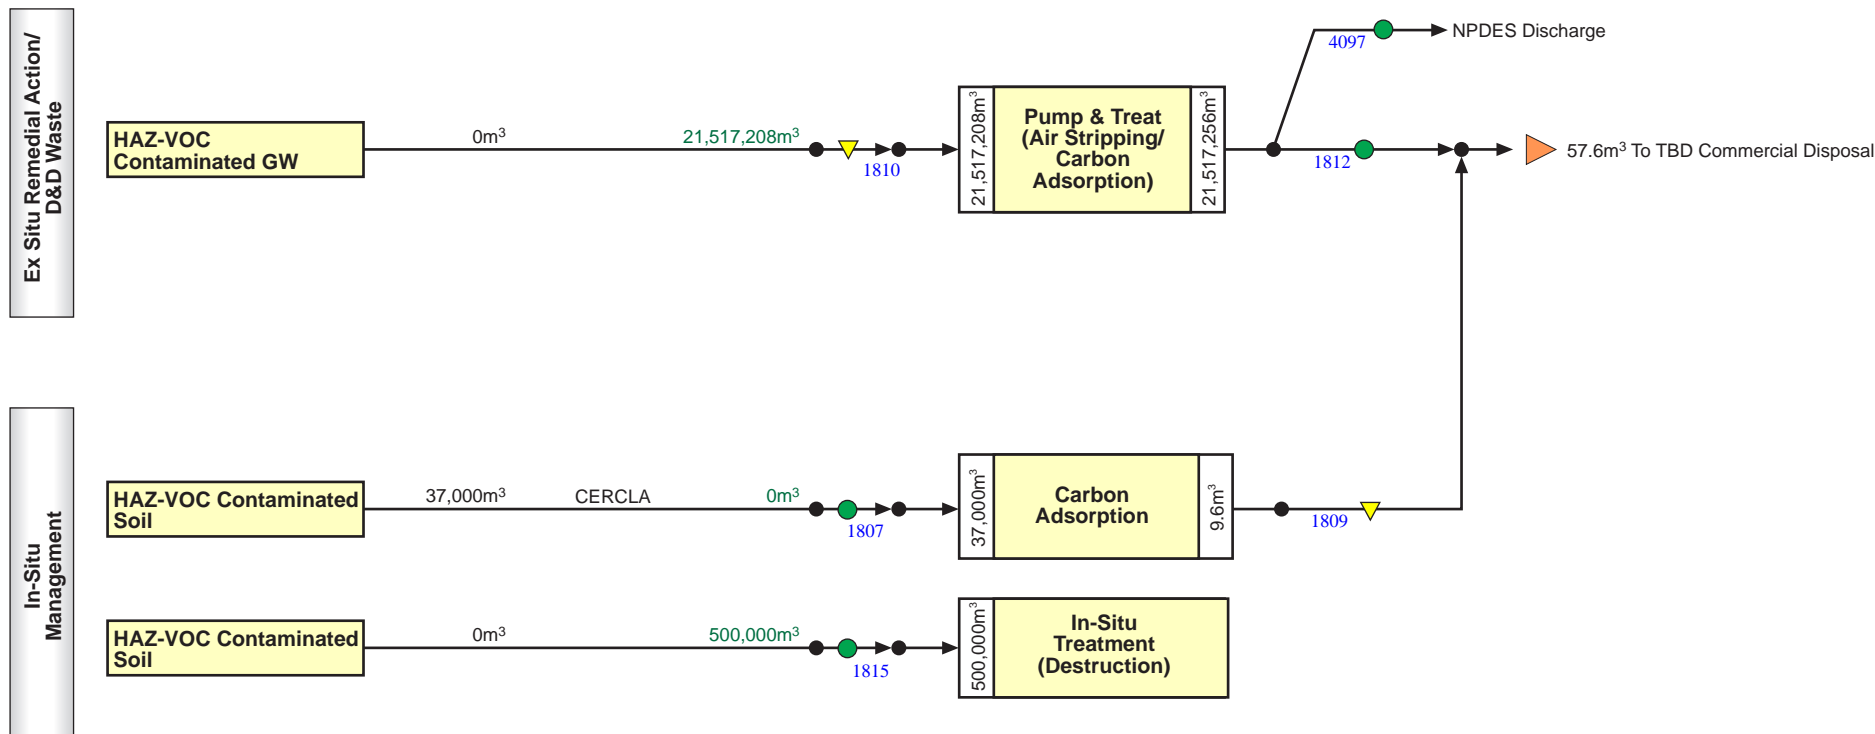 Ex Situ Remedial Action/
D&D Waste
HAZ-VOC
Contaminated GW
0m³
21,517,208m³
1810
21,517,208m³
Pump & Treat
(Air Stripping/
Carbon
Adsorption)
21,517,256m³
4097
NPDES Discharge
1812
57.6m³ To TBD Commercial Disposal
In-Situ
Management
HAZ-VOC Contaminated
Soil
37,000m³
CERCLA
0m³
1807
37,000m³
Carbon
Adsorption
9.6m³
1809
HAZ-VOC Contaminated
Soil
0m³
500,000m³
1815
500,000m³
In-Situ
Treatment
(Destruction)